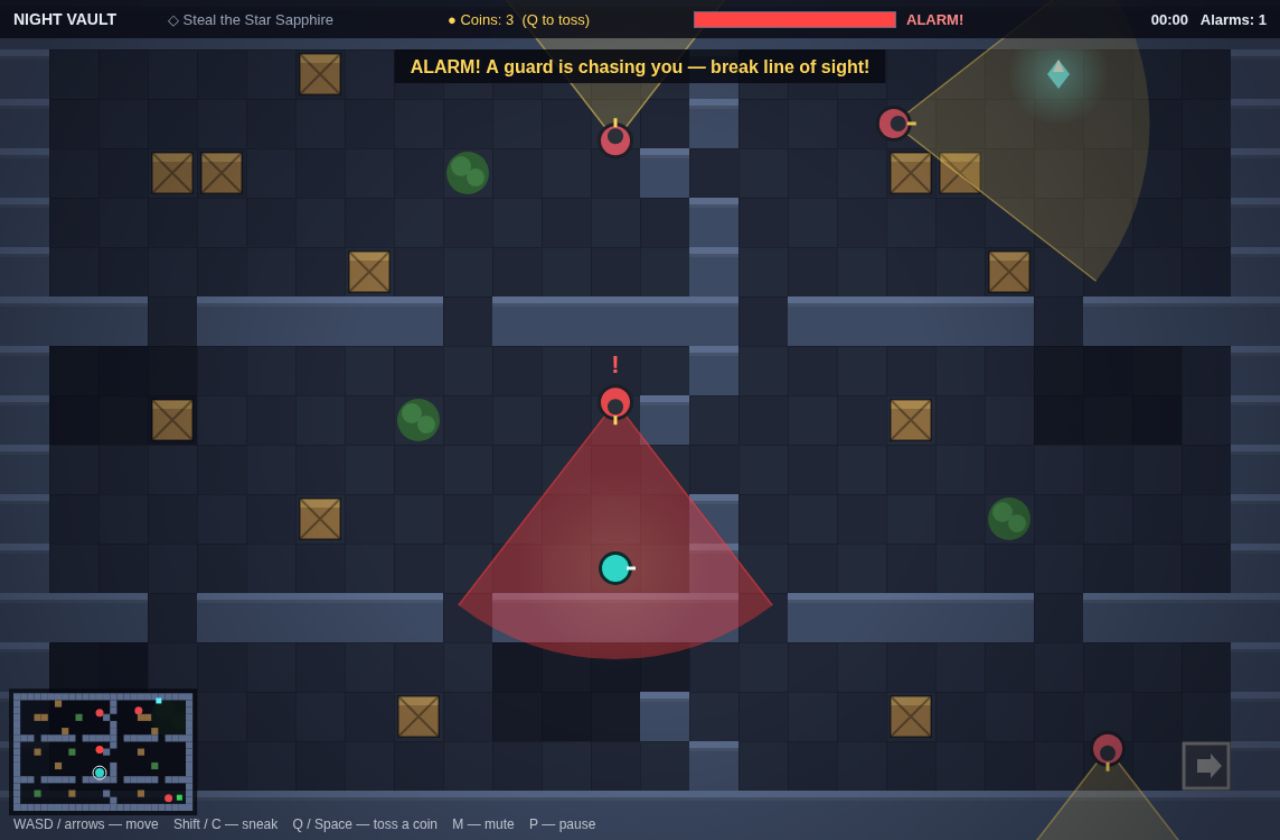 NIGHT VAULT ◇ Steal the Star Sapphire ● Coins: 3 (Q to toss) ALARM! 00:00 Alarms: 1
ALARM! A guard is chasing you — break line of sight!
!
WASD / arrows — move Shift / C — sneak Q / Space — toss a coin M — mute P — pause